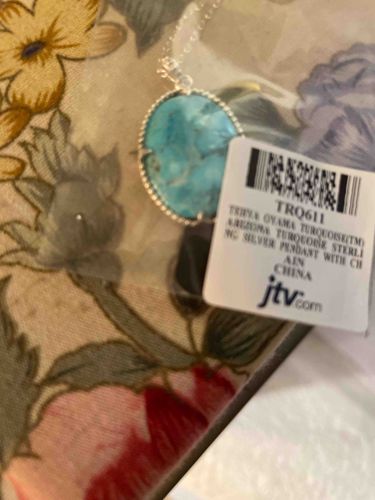 TRQ611
TEHYA OYAMA TURQUOISE(TM)
ARIZONA TURQUOISE STERLI
NG SILVER PENDANT WITH CH
AIN
CHINA
jtv.com